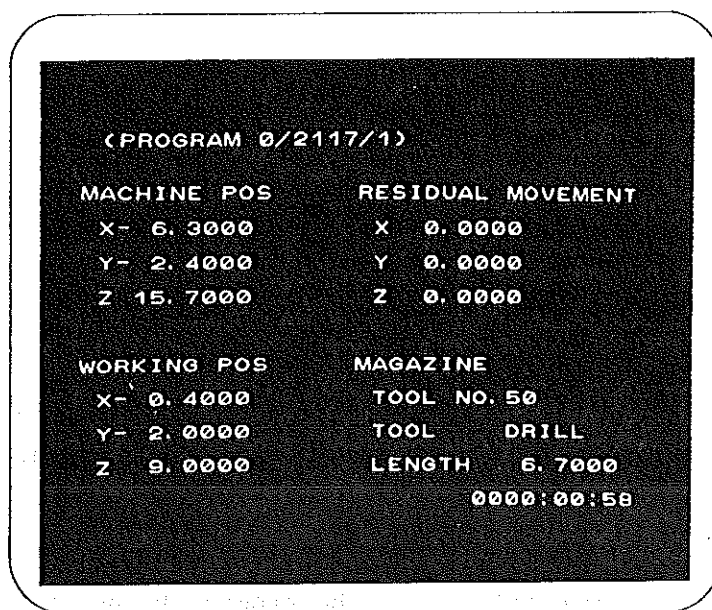 (PROGRAM 0/2117/1)
MACHINE POS
X- 6.3000
Y- 2.4000
Z 15.7000
RESIDUAL MOVEMENT
X 0.0000
Y 0.0000
Z 0.0000
WORKING POS
X- 0.4000
Y- 2.0000
Z 9.0000
MAGAZINE
TOOL NO.50
TOOL DRILL
LENGTH 6.7000
0000:00:58